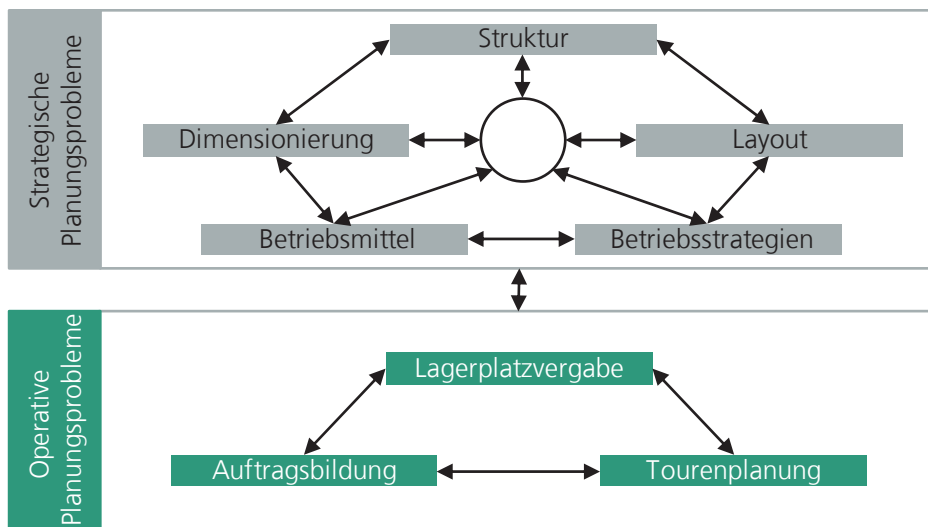 Strategische
Planungsprobleme
Struktur
Dimensionierung
Layout
Betriebsmittel
Betriebsstrategien
Operative
Planungsprobleme
Lagerplatzvergabe
Auftragsbildung
Tourenplanung